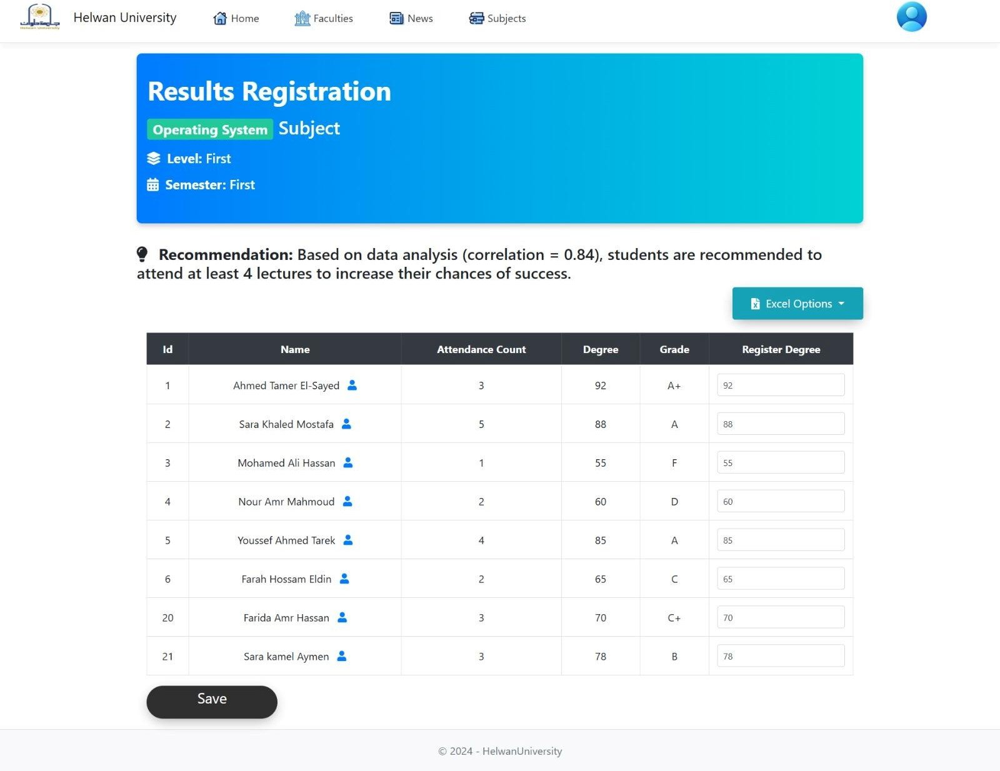 جامعة حلوان
Helwan University
Helwan University
Home
Faculties
News
Subjects
Results Registration
Operating System Subject
Level: First
Semester: First
Recommendation: Based on data analysis (correlation = 0.84), students are recommended to
attend at least 4 lectures to increase their chances of success.
Excel Options
Id Name Attendance Count Degree Grade Register Degree
1 Ahmed Tamer El-Sayed 3 92 A+ 92
2 Sara Khaled Mostafa 5 88 A 88
3 Mohamed Ali Hassan 1 55 F 55
4 Nour Amr Mahmoud 2 60 D 60
5 Youssef Ahmed Tarek 4 85 A 85
6 Farah Hossam Eldin 2 65 C 65
20 Farida Amr Hassan 3 70 C+ 70
21 Sara kamel Aymen 3 78 B 78
Save
© 2024 - HelwanUniversity